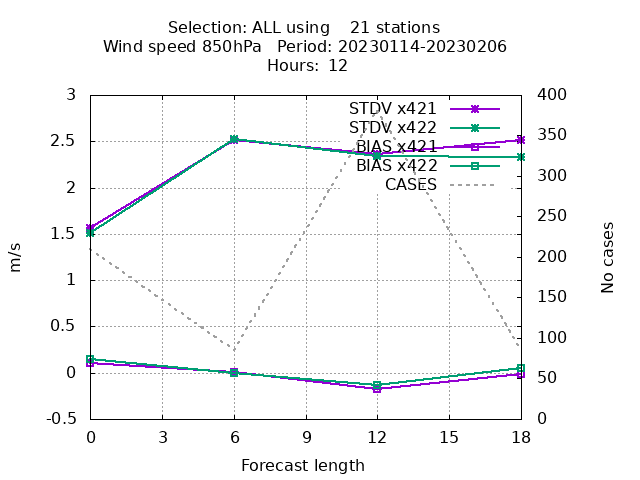 Selection: ALL using    21 stations
Wind speed 850hPa   Period: 20230114-20230206
Hours:  12
3
2.5
2
1.5
1
0.5
0
-0.5
m/s
400
350
300
250
200
150
100
50
0
No cases
STDV x421
STDV x422
BIAS x421
BIAS x422
CASES
0
3
6
9
12
15
18
Forecast length